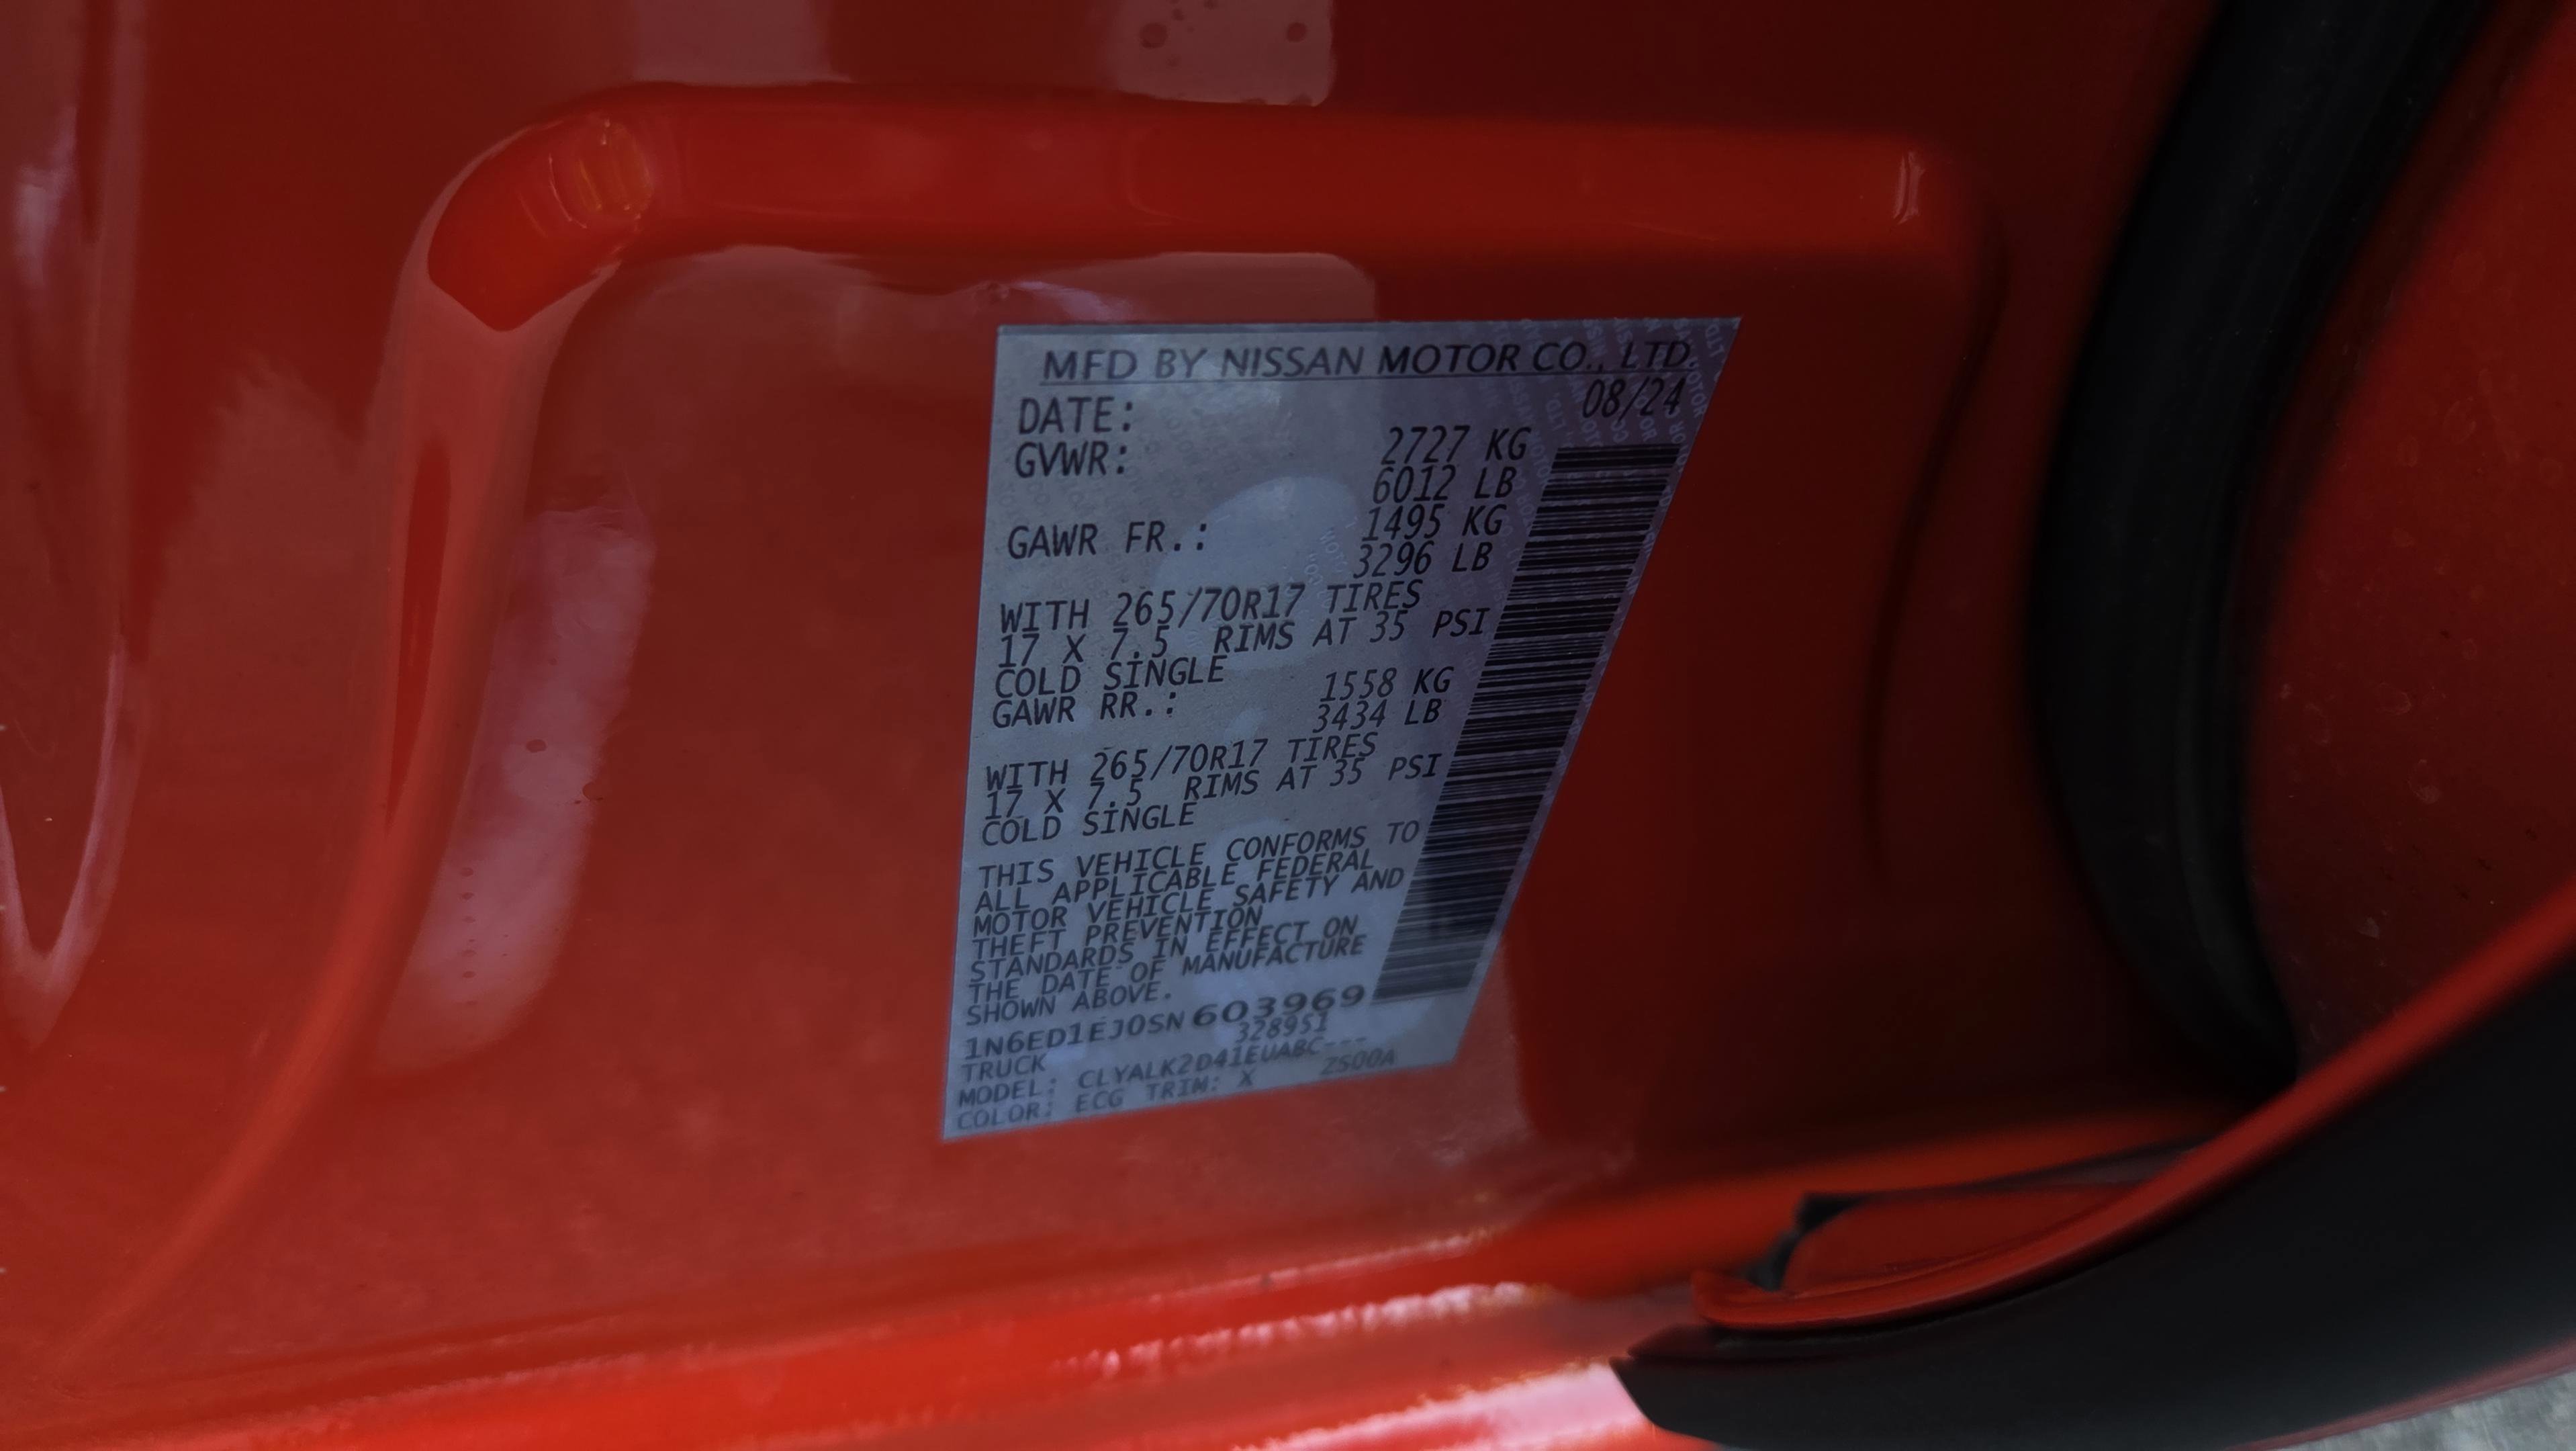 MFD BY NISSAN MOTOR CO., LTD.
DATE: 08/24
GVWR: 2727 KG
6012 LB
GAWR FR.: 1495 KG
3296 LB
WITH 265/70R17 TIRES
17 X 7.5 RIMS AT 35 PSI
COLD SINGLE
GAWR RR.: 1558 KG
3434 LB
WITH 265/70R17 TIRES
17 X 7.5 RIMS AT 35 PSI
COLD SINGLE
THIS VEHICLE CONFORMS TO
ALL APPLICABLE FEDERAL
MOTOR VEHICLE SAFETY AND
THEFT PREVENTION
STANDARDS IN EFFECT ON
THE DATE OF MANUFACTURE
SHOWN ABOVE.
1N6ED1EJ0SN603969
TRUCK 328951
MODEL: CLYALK2D41EUABC---
COLOR: ECG TRIM: X ZS00A